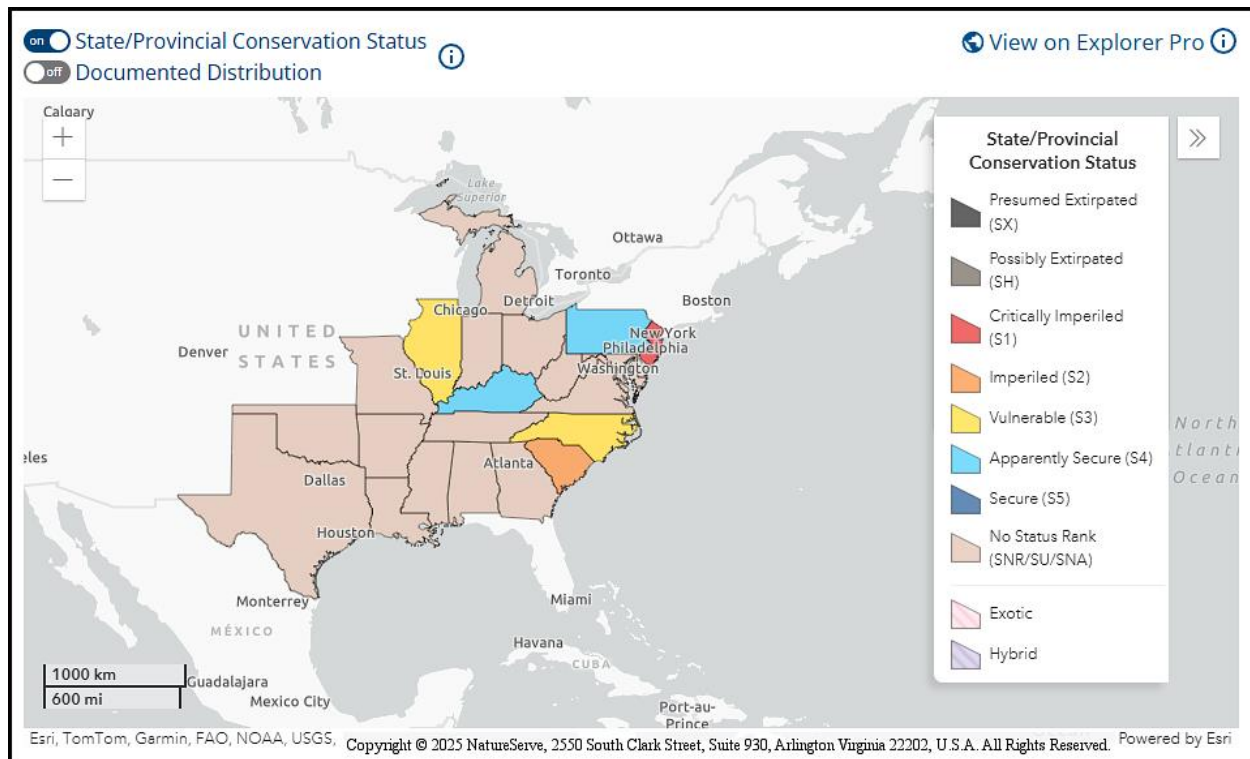 on State/Provincial Conservation Status
off Documented Distribution
View on Explorer Pro
Calgary
Lake
Superior
Ottawa
Toronto
Boston
Detroit
Chicago
UNITED
STATES
New York
Philadelphia
Denver
Washington
St. Louis
eles
Atlanta
Dallas
Houston
North
tlanti
Ocean
Monterrey
Miami
MÉXICO
Havana
CUBA
Guadalajara
Mexico City
Port-au-
Prince
1000 km
600 mi
State/Provincial
Conservation Status
Presumed Extirpated
(SX)
Possibly Extirpated
(SH)
Critically Imperiled
(S1)
Imperiled (S2)
Vulnerable (S3)
Apparently Secure (S4)
Secure (S5)
No Status Rank
(SNR/SU/SNA)
Exotic
Hybrid
Esri, TomTom, Garmin, FAO, NOAA, USGS,
Copyright © 2025 NatureServe, 2550 South Clark Street, Suite 930, Arlington Virginia 22202, U.S.A. All Rights Reserved.
Powered by Esri